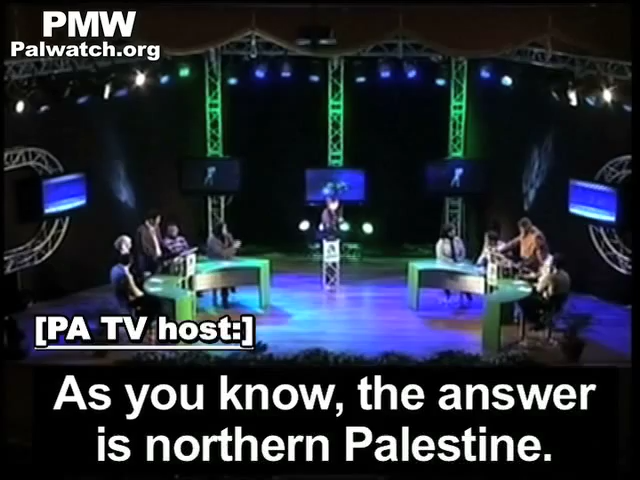 PMW
Palwatch.org
[PA TV host:]
As you know, the answer
is northern Palestine.